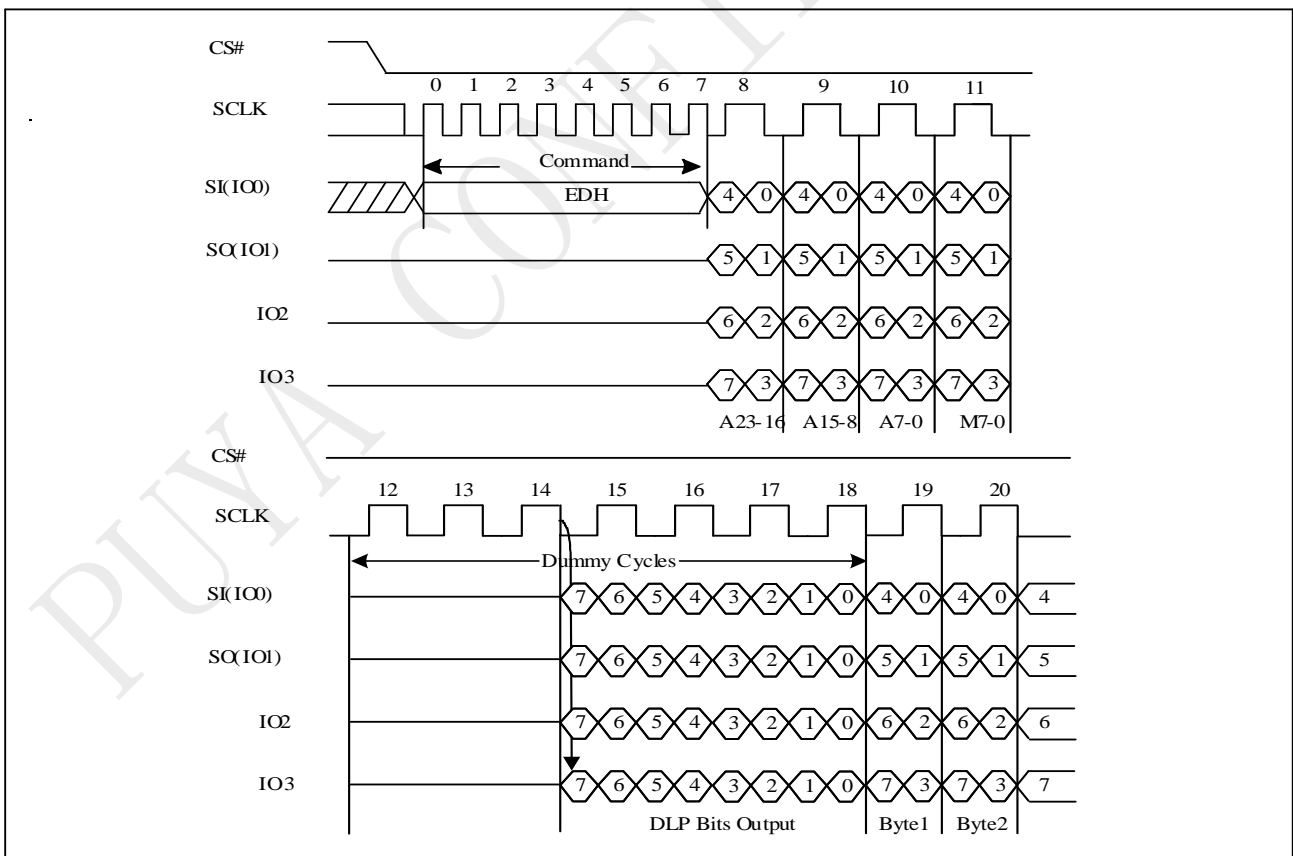 CS#
0 1 2 3 4 5 6 7 8 9 10 11
SCLK
Command
SI(IO0) EDH 4 0 4 0 4 0 4 0
SO(IO1) 5 1 5 1 5 1 5 1
IO2 6 2 6 2 6 2 6 2
IO3 7 3 7 3 7 3 7 3
A23-16 A15-8 A7-0 M7-0
CS#
12 13 14 15 16 17 18 19 20
SCLK
Dummy Cycles
SI(IO0) 7 6 5 4 3 2 1 0 4 0 4 0 4
SO(IO1) 7 6 5 4 3 2 1 0 5 1 5 1 5
IO2 7 6 5 4 3 2 1 0 6 2 6 2 6
IO3 7 6 5 4 3 2 1 0 7 3 7 3 7
DLP Bits Output Byte1 Byte2
PUYA